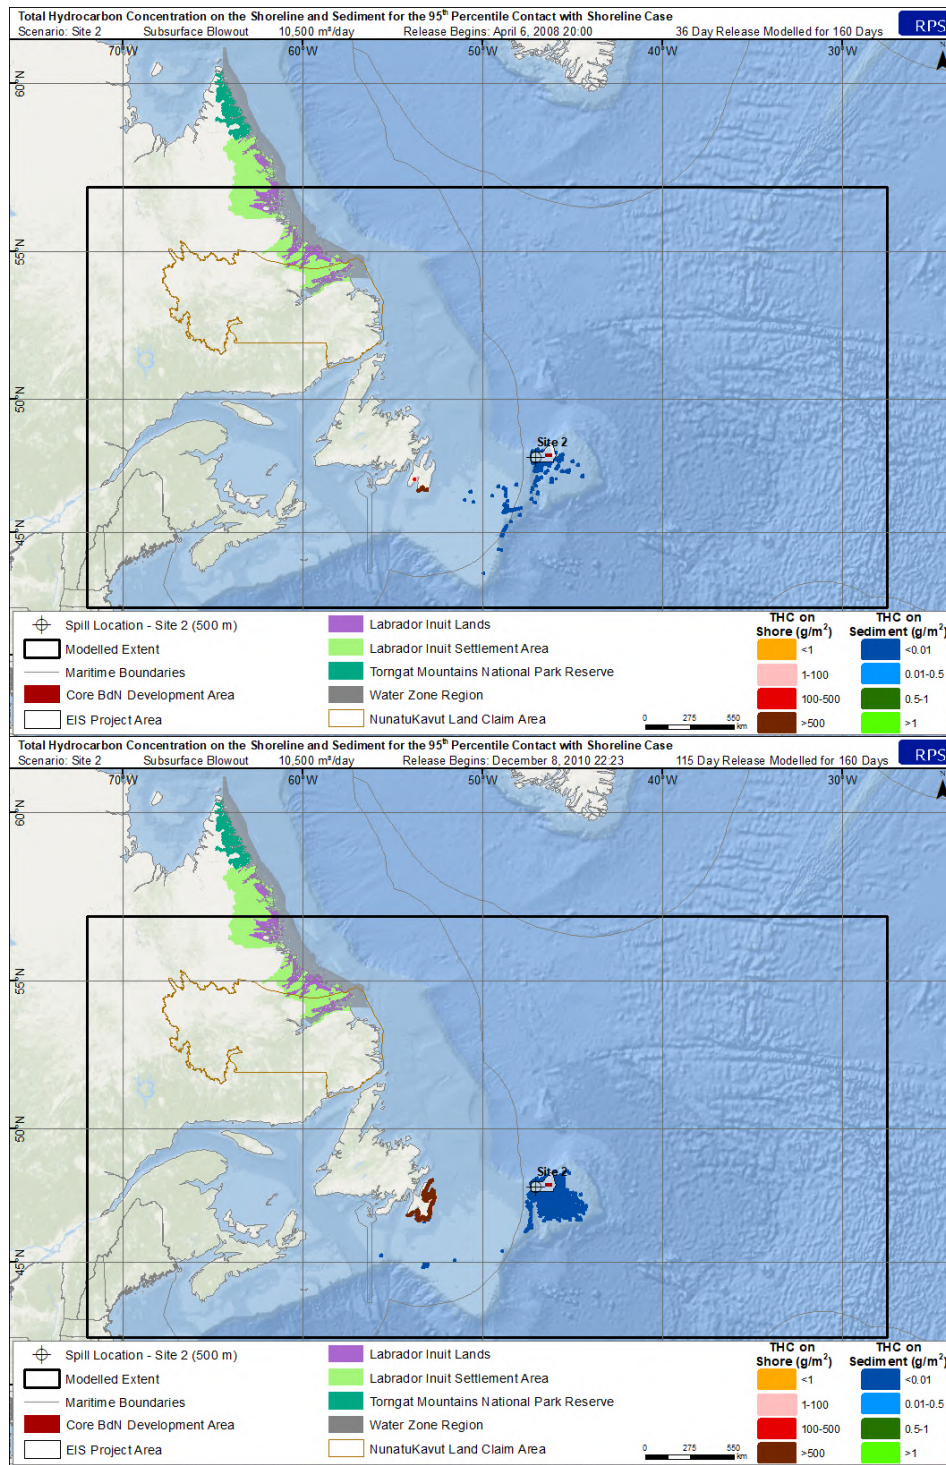 Total Hydrocarbon Concentration on the Shoreline and Sediment for the 95th Percentile Contact with Shoreline Case
Scenario: Site 2 Subsurface Blowout 10,500 m³/day Release Begins: April 6, 2008 20:00 36 Day Release Modelled for 160 Days
RPS
70°W 60°W 50°W 40°W 30°W
N
60°N
55°N
50°N
45°N
Site 2
Spill Location - Site 2 (500 m)
Modelled Extent
Maritime Boundaries
Core BdN Development Area
EIS Project Area
Labrador Inuit Lands
Labrador Inuit Settlement Area
Torngat Mountains National Park Reserve
Water Zone Region
NunatuKavut Land Claim Area
0 275 550
km
THC on
Shore (g/m²)
<1
1-100
100-500
>500
THC on
Sediment (g/m²)
<0.01
0.01-0.5
0.5-1
>1
Total Hydrocarbon Concentration on the Shoreline and Sediment for the 95th Percentile Contact with Shoreline Case
Scenario: Site 2 Subsurface Blowout 10,500 m³/day Release Begins: December 8, 2010 22:23 115 Day Release Modelled for 160 Days
RPS
70°W 60°W 50°W 40°W 30°W
N
60°N
55°N
50°N
45°N
Site 2
Spill Location - Site 2 (500 m)
Modelled Extent
Maritime Boundaries
Core BdN Development Area
EIS Project Area
Labrador Inuit Lands
Labrador Inuit Settlement Area
Torngat Mountains National Park Reserve
Water Zone Region
NunatuKavut Land Claim Area
0 275 550
km
THC on
Shore (g/m²)
<1
1-100
100-500
>500
THC on
Sediment (g/m²)
<0.01
0.01-0.5
0.5-1
>1